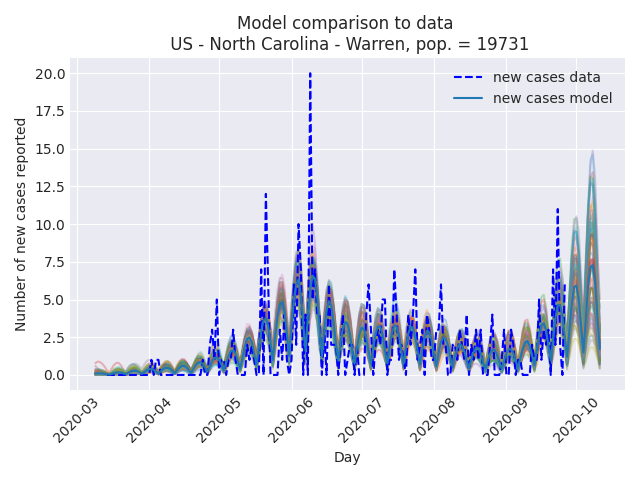 Model comparison to data
US - North Carolina - Warren, pop. = 19731
new cases data
new cases model
Number of new cases reported
20.0
17.5
15.0
12.5
10.0
7.5
5.0
2.5
0.0
2020-03
2020-04
2020-05
2020-06
2020-07
2020-08
2020-09
2020-10
Day